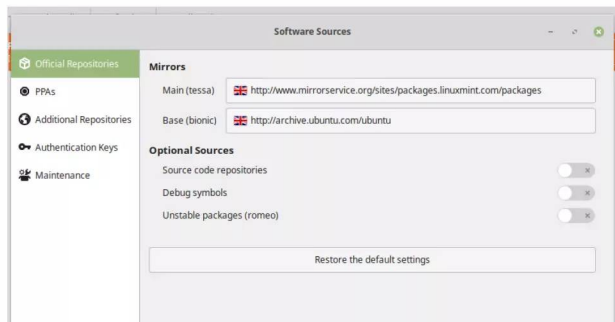 Software Sources
Official Repositories
PPAs
Additional Repositories
Authentication Keys
Maintenance
Mirrors
Main (tessa) http://www.mirrorservice.org/sites/packages.linuxmint.com/packages
Base (bionic) http://archive.ubuntu.com/ubuntu
Optional Sources
Source code repositories
Debug symbols
Unstable packages (romeo)
Restore the default settings